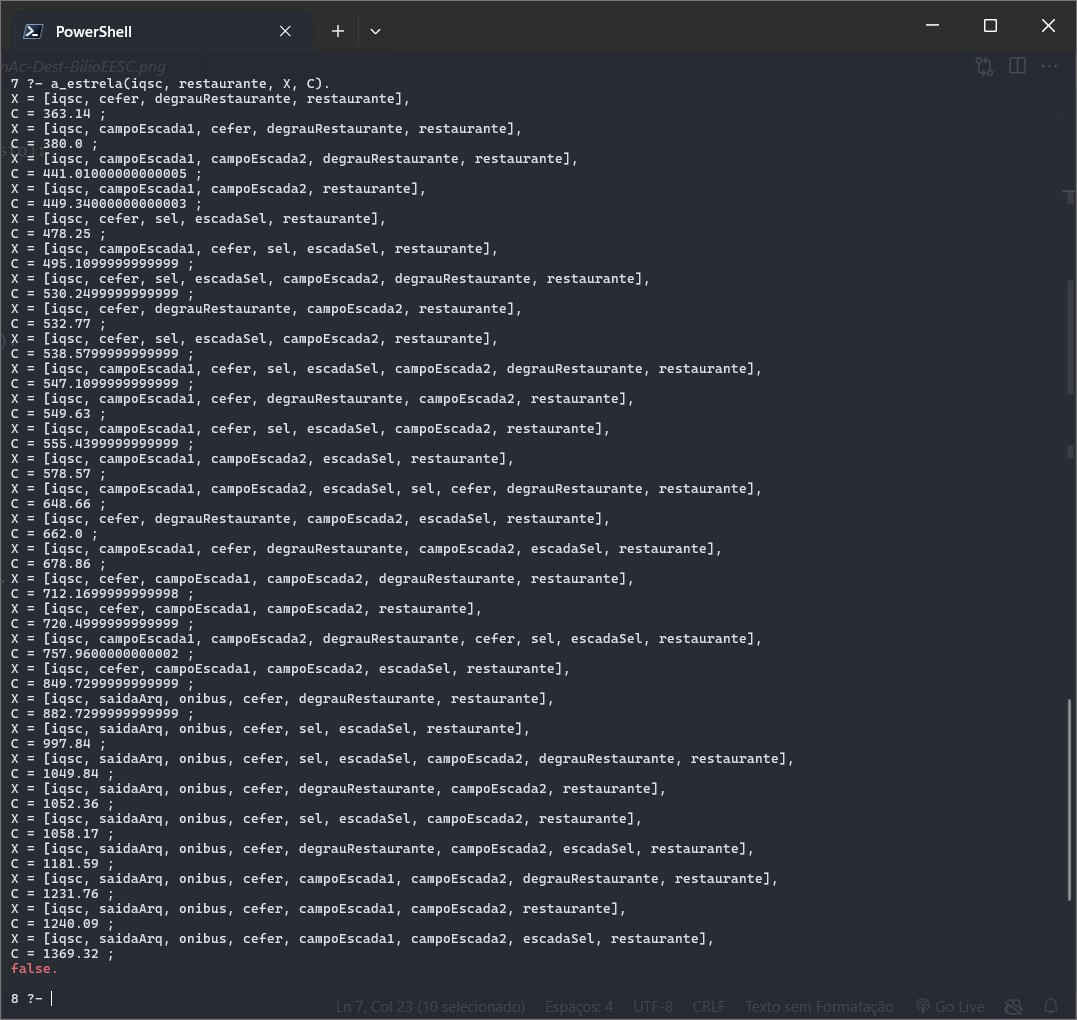 PowerShell
nAc-Dest-BilioEESC.png
7 ?- a_estrela(iqsc, restaurante, X, C).
X = [iqsc, cefer, degrauRestaurante, restaurante],
C = 363.14 ;
X = [iqsc, campoEscada1, cefer, degrauRestaurante, restaurante],
C = 380.0 ;
X = [iqsc, campoEscada1, campoEscada2, degrauRestaurante, restaurante],
C = 441.01000000000005 ;
X = [iqsc, campoEscada1, campoEscada2, restaurante],
C = 449.34000000000003 ;
X = [iqsc, cefer, sel, escadaSel, restaurante],
C = 478.25 ;
X = [iqsc, campoEscada1, cefer, sel, escadaSel, restaurante],
C = 495.1099999999999 ;
X = [iqsc, cefer, sel, escadaSel, campoEscada2, degrauRestaurante, restaurante],
C = 530.2499999999999 ;
X = [iqsc, cefer, degrauRestaurante, campoEscada2, restaurante],
C = 532.77 ;
X = [iqsc, cefer, sel, escadaSel, campoEscada2, restaurante],
C = 538.5799999999999 ;
X = [iqsc, campoEscada1, cefer, sel, escadaSel, campoEscada2, degrauRestaurante, restaurante],
C = 547.1099999999999 ;
X = [iqsc, campoEscada1, cefer, degrauRestaurante, campoEscada2, restaurante],
C = 549.63 ;
X = [iqsc, campoEscada1, cefer, sel, escadaSel, campoEscada2, restaurante],
C = 555.4399999999999 ;
X = [iqsc, campoEscada1, campoEscada2, escadaSel, restaurante],
C = 578.57 ;
X = [iqsc, campoEscada1, campoEscada2, escadaSel, sel, cefer, degrauRestaurante, restaurante],
C = 648.66 ;
X = [iqsc, cefer, degrauRestaurante, campoEscada2, escadaSel, restaurante],
C = 662.0 ;
X = [iqsc, campoEscada1, cefer, degrauRestaurante, campoEscada2, escadaSel, restaurante],
C = 678.86 ;
X = [iqsc, cefer, campoEscada1, campoEscada2, degrauRestaurante, restaurante],
C = 712.1699999999998 ;
X = [iqsc, cefer, campoEscada1, campoEscada2, restaurante],
C = 720.4999999999999 ;
X = [iqsc, campoEscada1, campoEscada2, degrauRestaurante, cefer, sel, escadaSel, restaurante],
C = 757.9600000000002 ;
X = [iqsc, cefer, campoEscada1, campoEscada2, escadaSel, restaurante],
C = 849.7299999999999 ;
X = [iqsc, saidaArq, onibus, cefer, degrauRestaurante, restaurante],
C = 882.7299999999999 ;
X = [iqsc, saidaArq, onibus, cefer, sel, escadaSel, restaurante],
C = 997.84 ;
X = [iqsc, saidaArq, onibus, cefer, sel, escadaSel, campoEscada2, degrauRestaurante, restaurante],
C = 1049.84 ;
X = [iqsc, saidaArq, onibus, cefer, degrauRestaurante, campoEscada2, restaurante],
C = 1052.36 ;
X = [iqsc, saidaArq, onibus, cefer, sel, escadaSel, campoEscada2, restaurante],
C = 1058.17 ;
X = [iqsc, saidaArq, onibus, cefer, degrauRestaurante, campoEscada2, escadaSel, restaurante],
C = 1181.59 ;
X = [iqsc, saidaArq, onibus, cefer, campoEscada1, campoEscada2, degrauRestaurante, restaurante],
C = 1231.76 ;
X = [iqsc, saidaArq, onibus, cefer, campoEscada1, campoEscada2, restaurante],
C = 1240.09 ;
X = [iqsc, saidaArq, onibus, cefer, campoEscada1, campoEscada2, escadaSel, restaurante],
C = 1369.32 ;
false.
8 ?-
Ln 7, Col 23 (10 selecionado) Espaços: 4 UTF-8 CRLF Texto sem Formatação Go Live